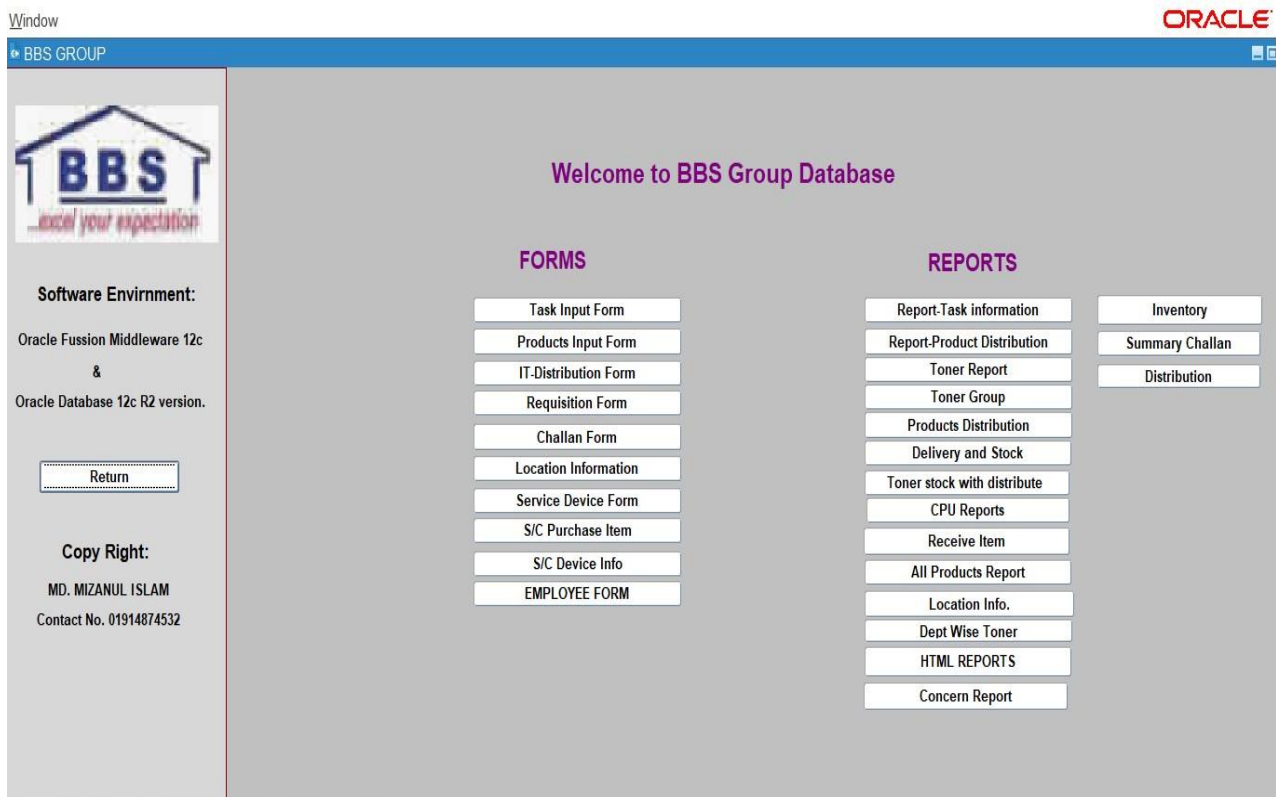 Window
ORACLE
BBS GROUP
BBS
...excel your expectation
Software Envirnment:
Oracle Fussion Middleware 12c
&
Oracle Database 12c R2 version.
Return
Copy Right:
MD. MIZANUL ISLAM
Contact No. 01914874532
Welcome to BBS Group Database
FORMS
Task Input Form
Products Input Form
IT-Distribution Form
Requisition Form
Challan Form
Location Information
Service Device Form
S/C Purchase Item
S/C Device Info
EMPLOYEE FORM
REPORTS
Report-Task information
Report-Product Distribution
Toner Report
Toner Group
Products Distribution
Delivery and Stock
Toner stock with distribute
CPU Reports
Receive Item
All Products Report
Location Info.
Dept Wise Toner
HTML REPORTS
Concern Report
Inventory
Summary Challan
Distribution